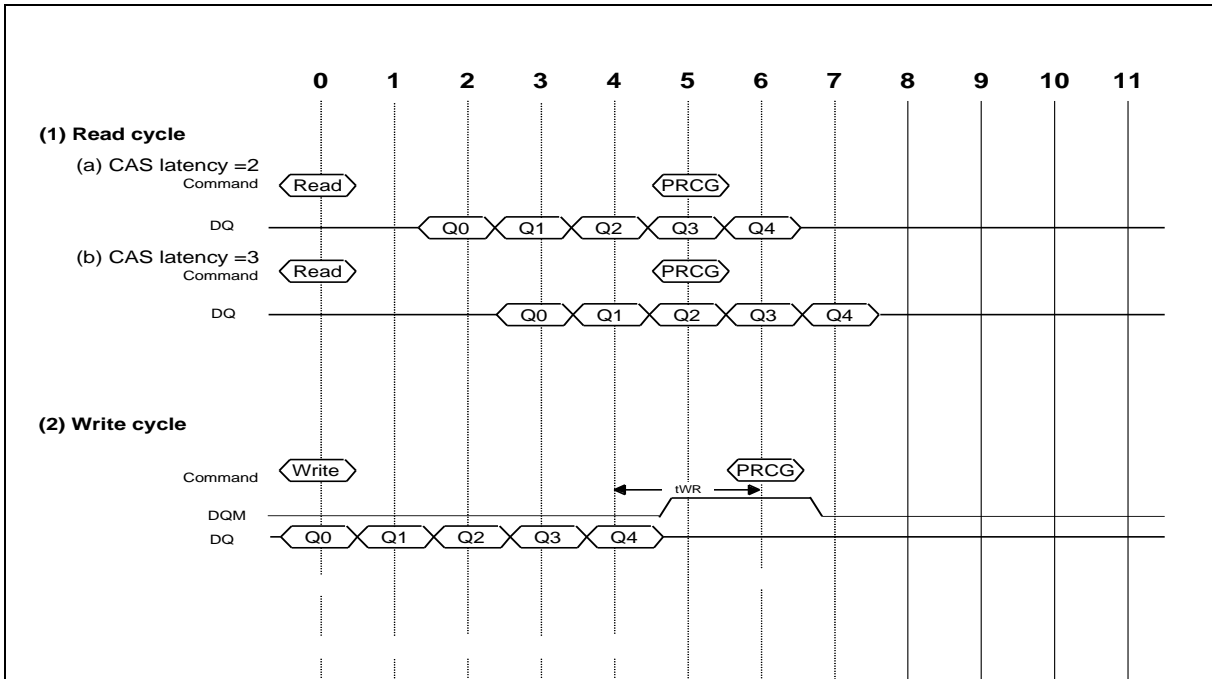 0 1 2 3 4 5 6 7 8 9 10 11
(1) Read cycle
(a) CAS latency =2
Command Read PRCG
DQ Q0 Q1 Q2 Q3 Q4
(b) CAS latency =3
Command Read PRCG
DQ Q0 Q1 Q2 Q3 Q4
(2) Write cycle
Command Write PRCG
tWR
DQM
DQ Q0 Q1 Q2 Q3 Q4